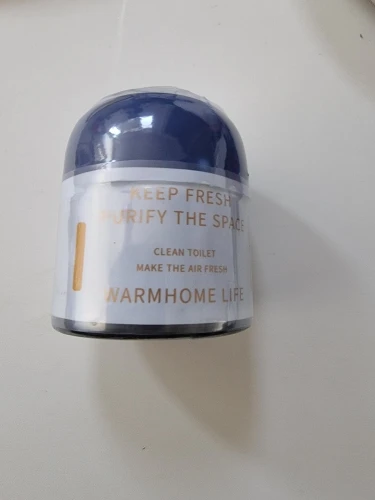 KEEP FRESH
PURIFY THE SPACE
CLEAN TOILET
MAKE THE AIR FRESH
WARMHOME LIFE